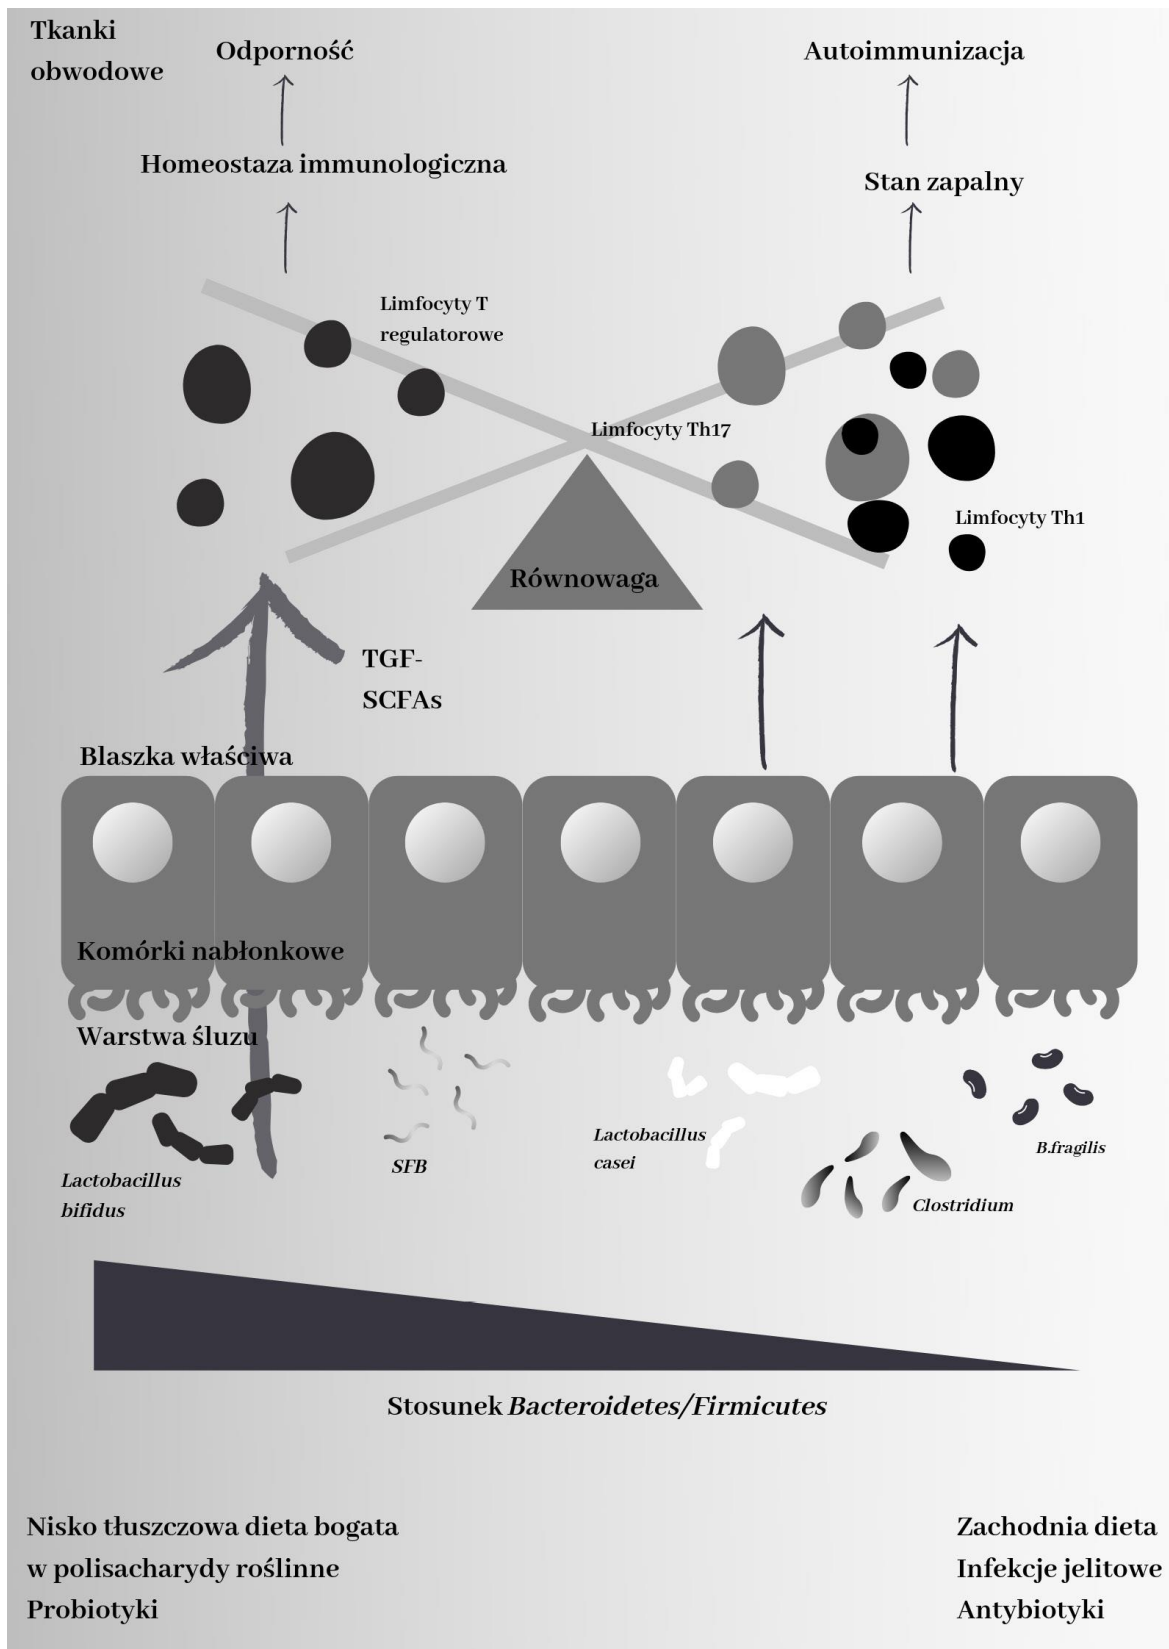 Tkanki
obwodowe
Odporność
Autoimmunizacja
Homeostaza immunologiczna
Stan zapalny
Limfocyty T
regulatorowe
Limfocyty Th17
Limfocyty Th1
Równowaga
TGF-
SCFAs
Blaszka właściwa
Komórki nabłonkowe
Warstwa śluzu
Lactobacillus
bifidus
SFB
Lactobacillus
casei
Clostridium
B.fragilis
Stosunek Bacteroidetes/Firmicutes
Nisko tłuszczowa dieta bogata
w polisacharydy roślinne
Probiotyki
Zachodnia dieta
Infekcje jelitowe
Antybiotyki